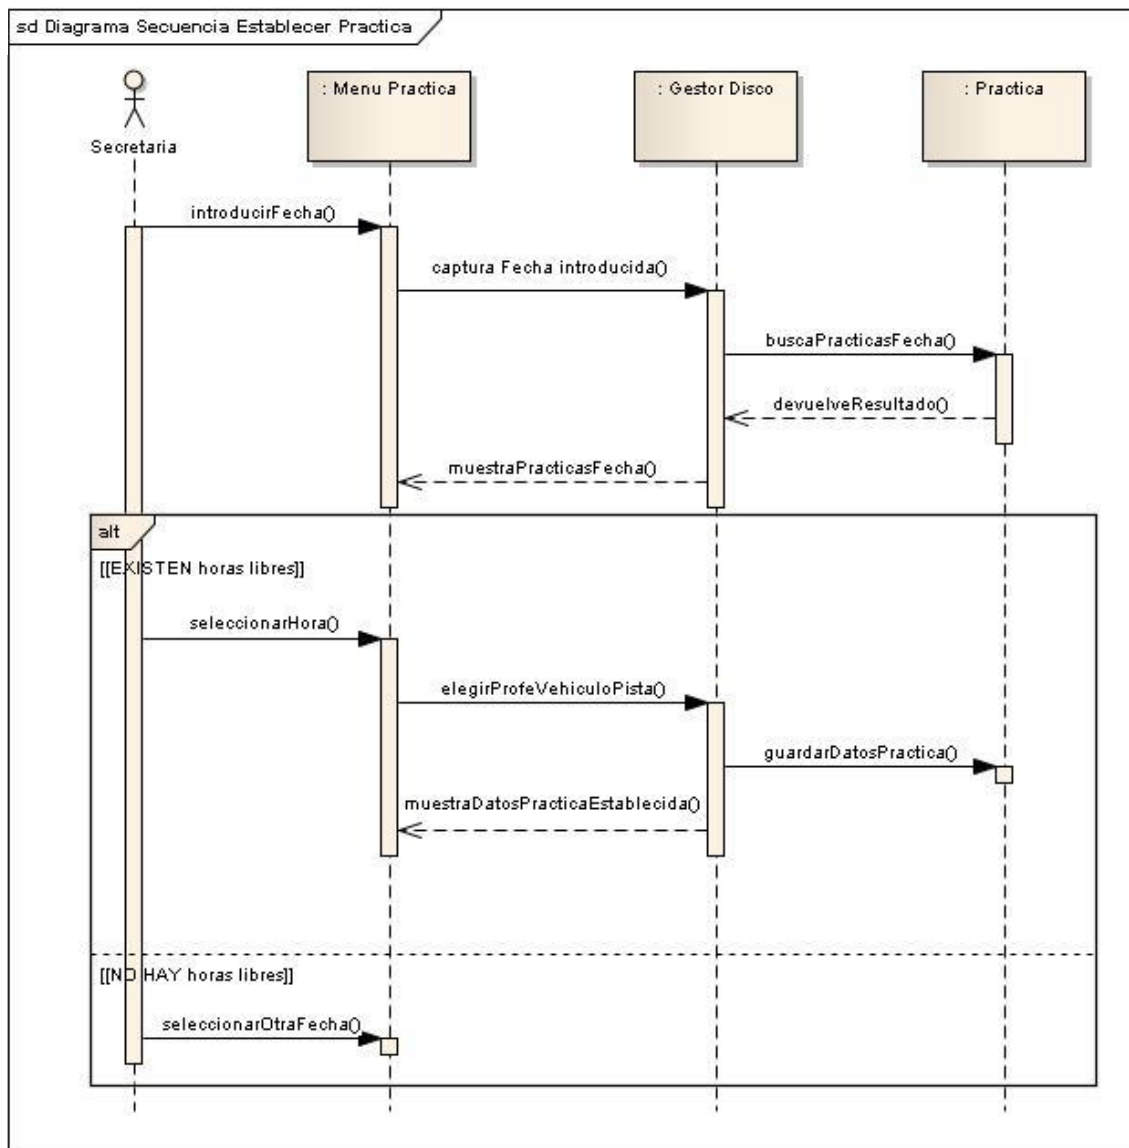 sd Diagrama Secuencia Establecer Practica
: Menu Practica
: Gestor Disco
: Practica
Secretaria
introducirFecha()
captura Fecha introducida()
buscaPracticasFecha()
devuelveResultado()
muestraPracticasFecha()
alt
[[EXISTEN horas libres]]
seleccionarHora()
elegirProfeVehiculoPista()
guardarDatosPractica()
muestraDatosPracticaEstablecida()
[[NO HAY horas libres]]
seleccionarOtraFecha()